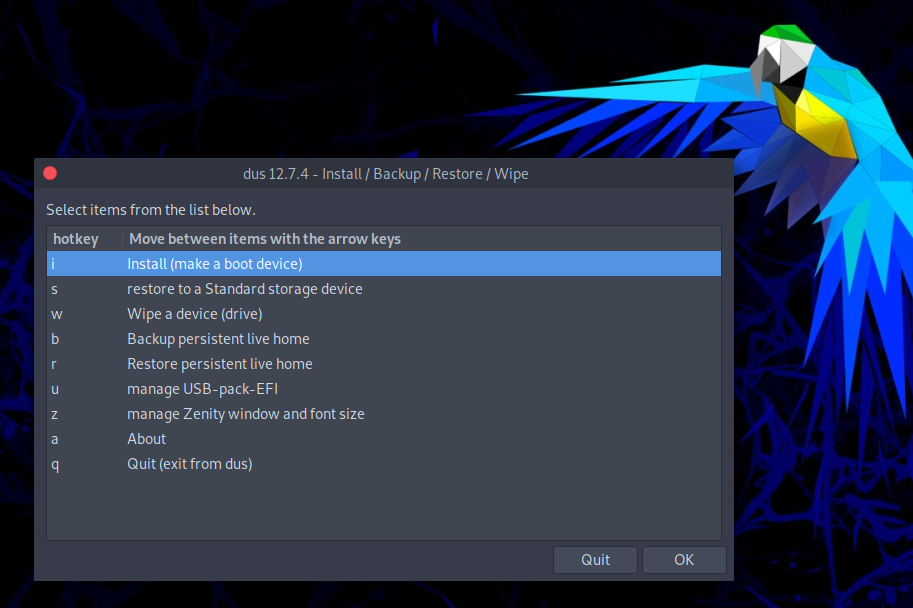 dus 12.7.4 - Install / Backup / Restore / Wipe
Select items from the list below.
hotkey Move between items with the arrow keys
i Install (make a boot device)
s restore to a Standard storage device
w Wipe a device (drive)
b Backup persistent live home
r Restore persistent live home
u manage USB-pack-EFI
z manage Zenity window and font size
a About
q Quit (exit from dus)
Quit OK